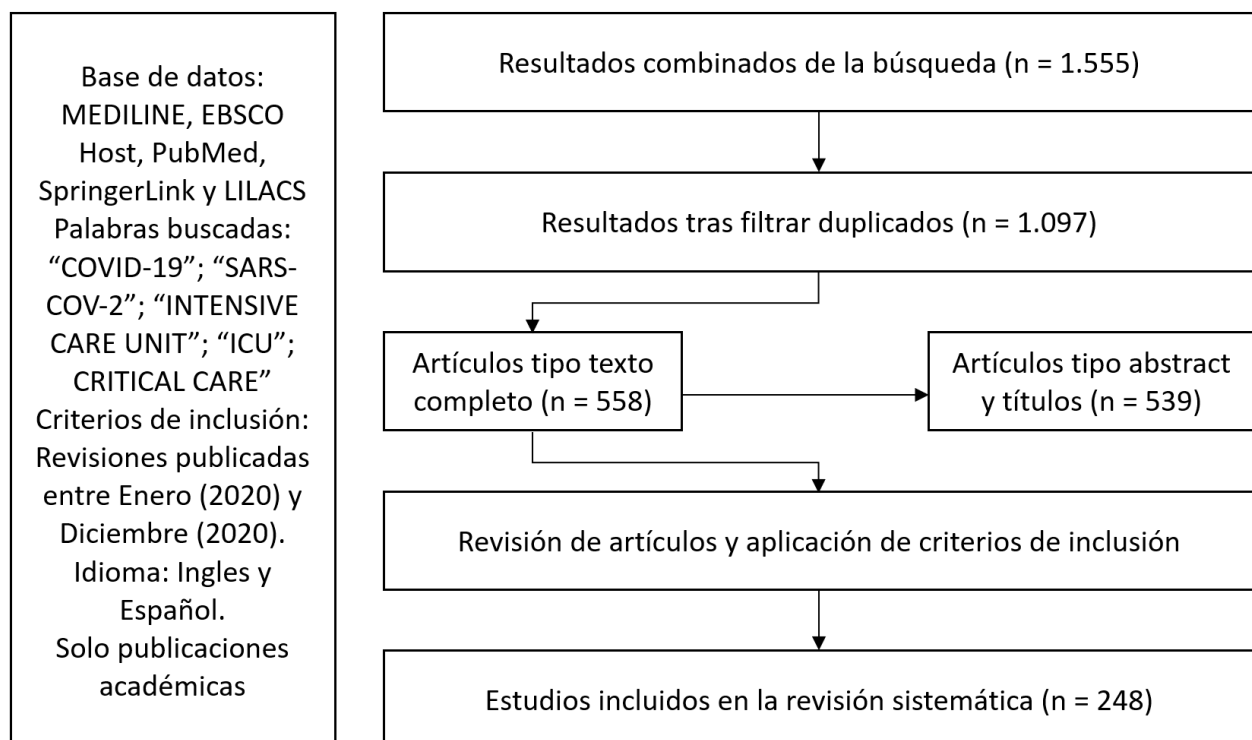 Base de datos:
MEDILINE, EBSCO
Host, PubMed,
SpringerLink y LILACS
Palabras buscadas:
“COVID-19”; “SARS-
COV-2”; “INTENSIVE
CARE UNIT”; “ICU”;
CRITICAL CARE”
Criterios de inclusión:
Revisiones publicadas
entre Enero (2020) y
Diciembre (2020).
Idioma: Ingles y
Español.
Solo publicaciones
académicas
Resultados combinados de la búsqueda (n = 1.555)
Resultados tras filtrar duplicados (n = 1.097)
Artículos tipo texto
completo (n = 558)
Artículos tipo abstract
y títulos (n = 539)
Revisión de artículos y aplicación de criterios de inclusión
Estudios incluidos en la revisión sistemática (n = 248)